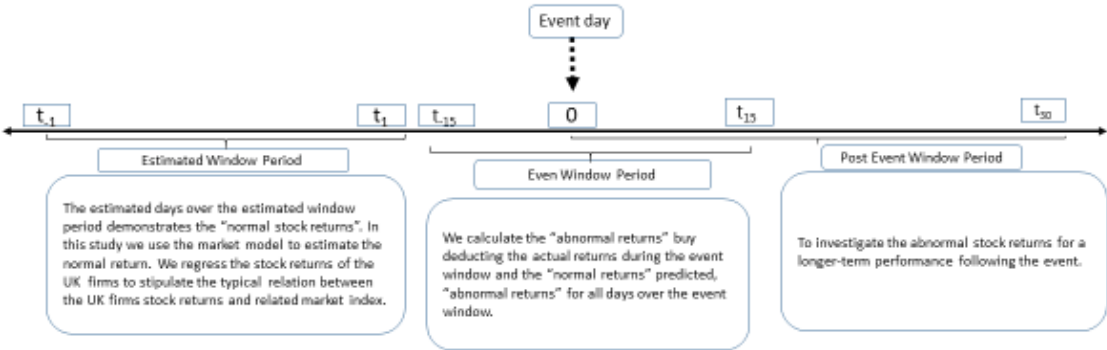 Event day
t-1
t1
t-15
0
t15
t30
Estimated Window Period
Even Window Period
Post Event Window Period
The estimated days over the estimated window
period demonstrates the “normal stock returns”. In
this study we use the market model to estimate the
normal return. We regress the stock returns of the
UK firms to stipulate the typical relation between
the UK firms stock returns and related market index.
We calculate the “abnormal returns” buy
deducting the actual returns during the event
window and the “normal returns” predicted,
“abnormal returns” for all days over the event
window.
To investigate the abnormal stock returns for a
longer-term performance following the event.